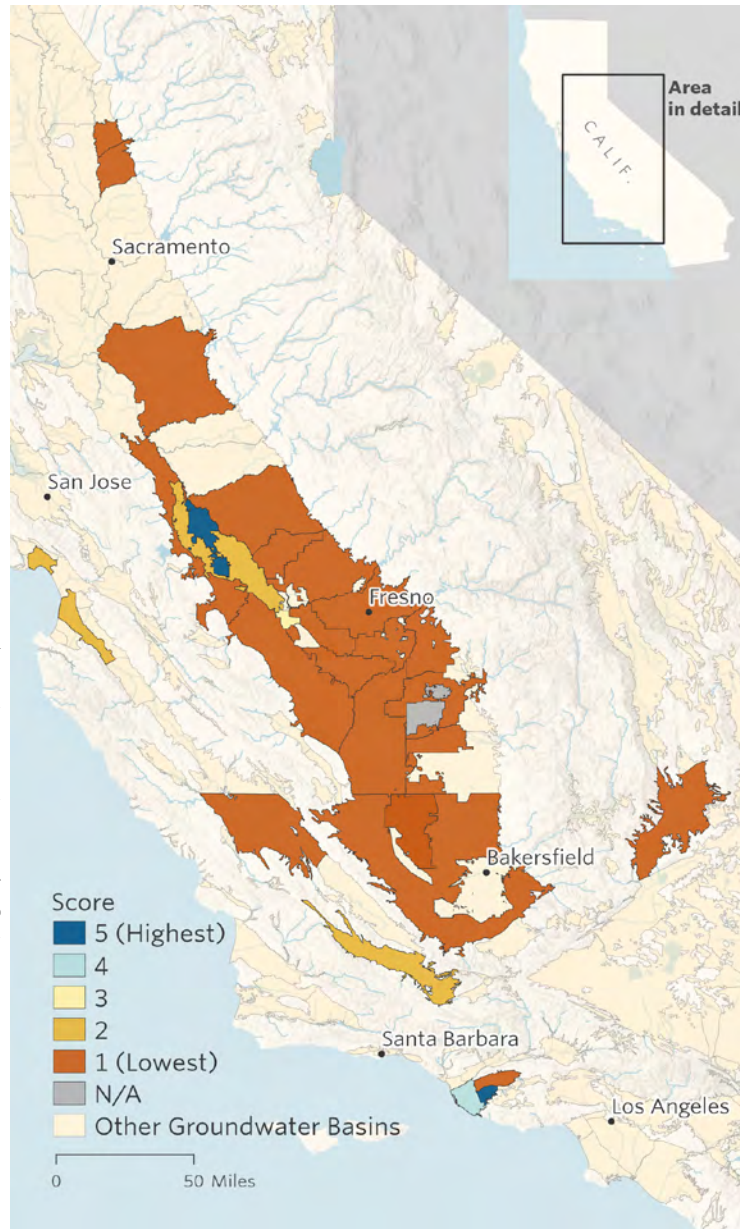 Area
in detail
CALIF.
Sacramento
San Jose
Fresno
Bakersfield
Score
5 (Highest)
4
3
2
1 (Lowest)
N/A
Other Groundwater Basins
0 50 Miles
Santa Barbara
Los Angeles